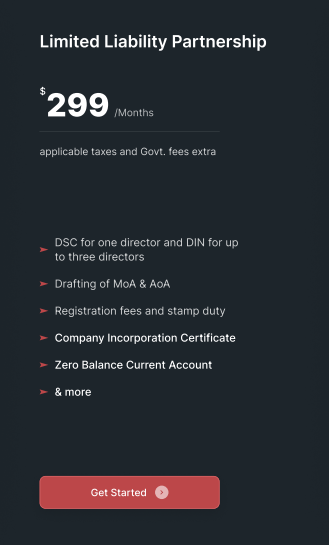 Limited Liability Partnership
$299 /Months
applicable taxes and Govt. fees extra
DSC for one director and DIN for up
to three directors
Drafting of MoA & AoA
Registration fees and stamp duty
Company Incorporation Certificate
Zero Balance Current Account
& more
Get Started